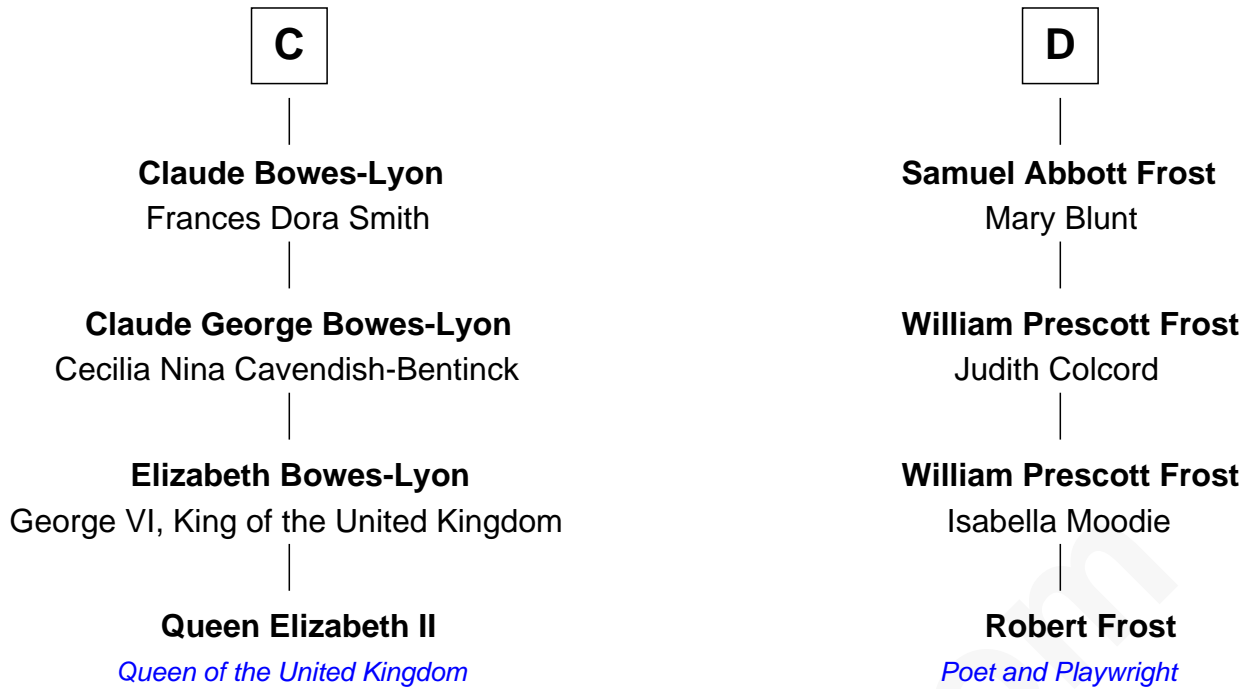 C
Claude Bowes-Lyon
Frances Dora Smith
Claude George Bowes-Lyon
Cecilia Nina Cavendish-Bentinck
Elizabeth Bowes-Lyon
George VI, King of the United Kingdom
Queen Elizabeth II
Queen of the United Kingdom
D
Samuel Abbott Frost
Mary Blunt
William Prescott Frost
Judith Colcord
William Prescott Frost
Isabella Moodie
Robert Frost
Poet and Playwright